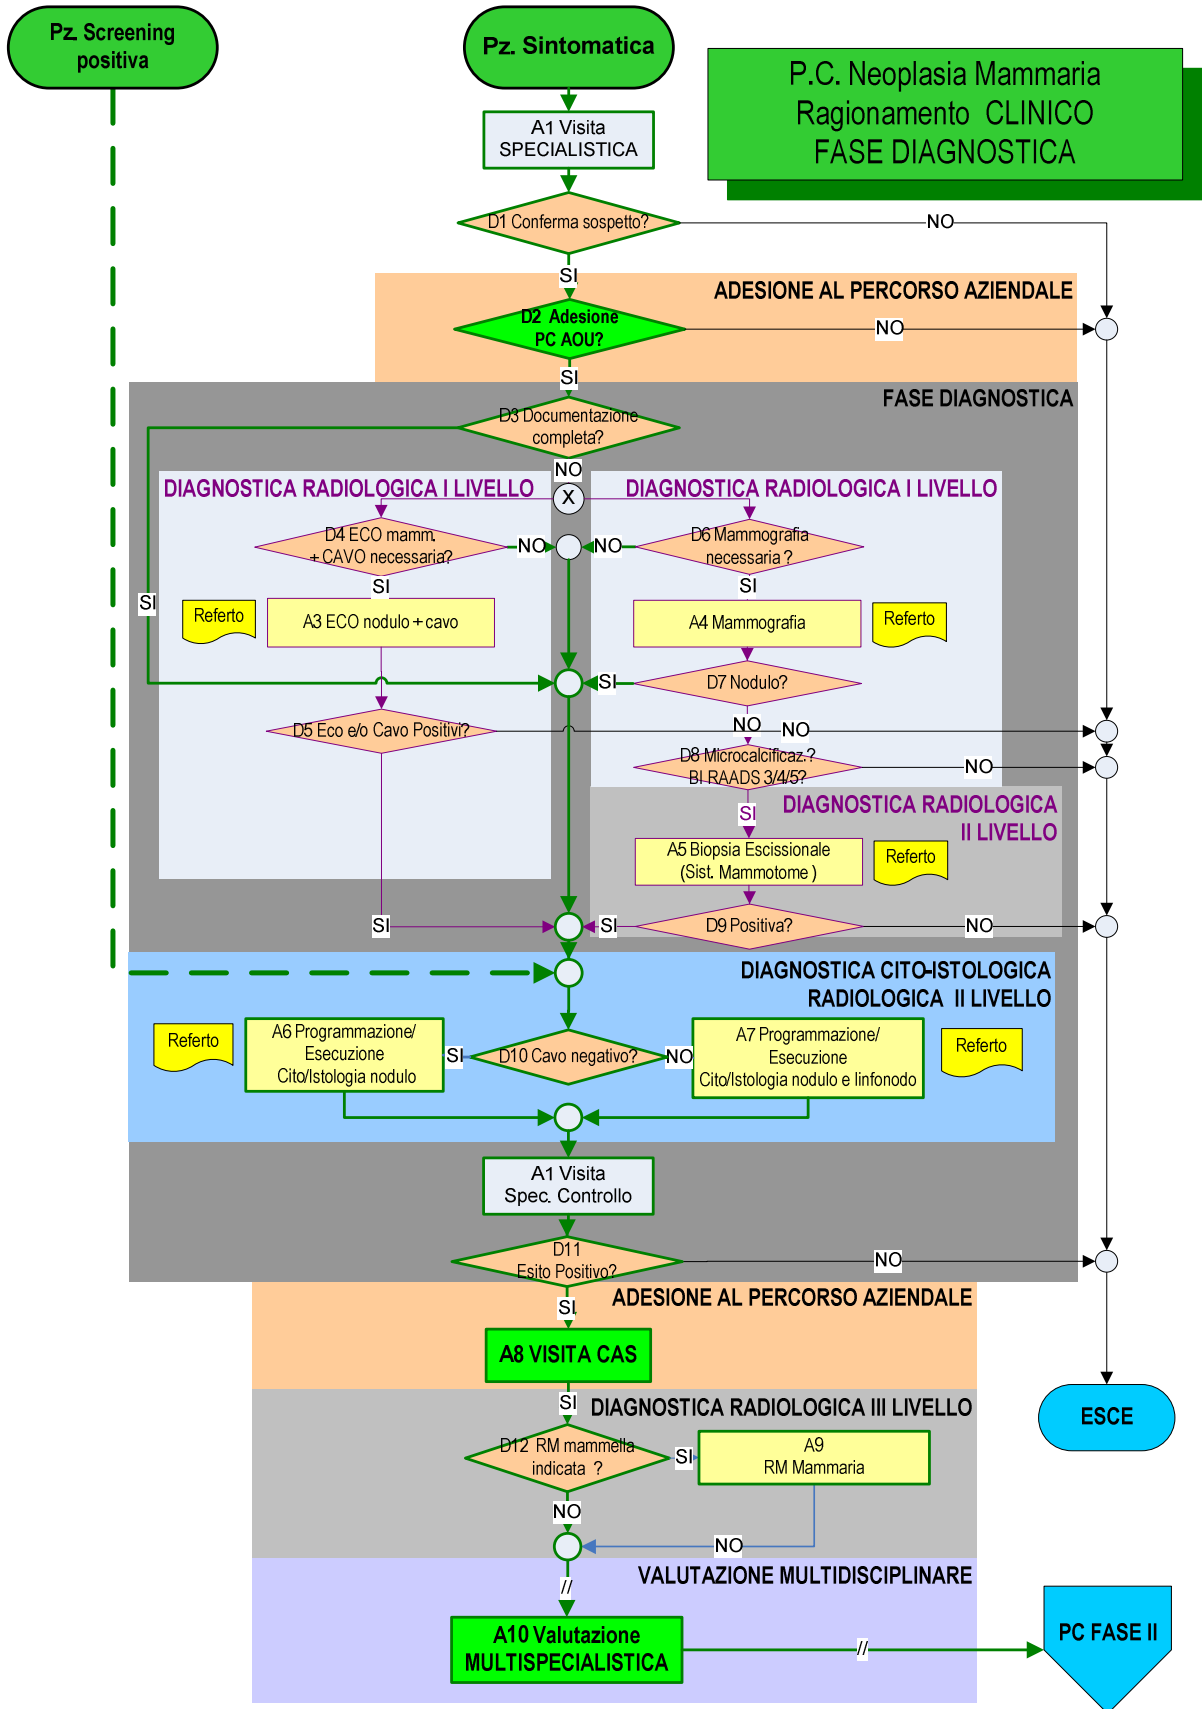 Pz. Screening
positiva
Pz. Sintomatica
P.C. Neoplasia Mammaria
Ragionamento CLINICO
FASE DIAGNOSTICA
A1 Visita
SPECIALISTICA
D1 Conferma sospetto?
NO
SI
ADESIONE AL PERCORSO AZIENDALE
D2 Adesione
PC AOU?
NO
SI
FASE DIAGNOSTICA
D3 Documentazione
completa?
NO
DIAGNOSTICA RADIOLOGICA I LIVELLO
X
DIAGNOSTICA RADIOLOGICA I LIVELLO
D4 ECO mamm.
+ CAVO necessaria?
NO
NO
D6 Mammografia
necessaria ?
SI
SI
SI
Referto
A3 ECO nodulo + cavo
A4 Mammografia
Referto
SI
D7 Nodulo?
D5 Eco e/o Cavo Positivi?
NO
NO
D8 Microcalcificaz.?
BI RAADS 3/4/5?
NO
DIAGNOSTICA RADIOLOGICA
II LIVELLO
SI
A5 Biopsia Escissionale
(Sist. Mammotome )
Referto
SI
SI
D9 Positiva?
NO
DIAGNOSTICA CITO-ISTOLOGICA
RADIOLOGICA II LIVELLO
Referto
A6 Programmazione/
Esecuzione
Cito/Istologia nodulo
SI
D10 Cavo negativo?
NO
A7 Programmazione/
Esecuzione
Cito/Istologia nodulo e linfonodo
Referto
A1 Visita
Spec. Controllo
D11
Esito Positivo?
NO
SI
ADESIONE AL PERCORSO AZIENDALE
A8 VISITA CAS
SI
DIAGNOSTICA RADIOLOGICA III LIVELLO
ESCE
D12 RM mammella
indicata ?
SI
A9
RM Mammaria
NO
NO
VALUTAZIONE MULTIDISCIPLINARE
//
A10 Valutazione
MULTISPECIALISTICA
//
PC FASE II